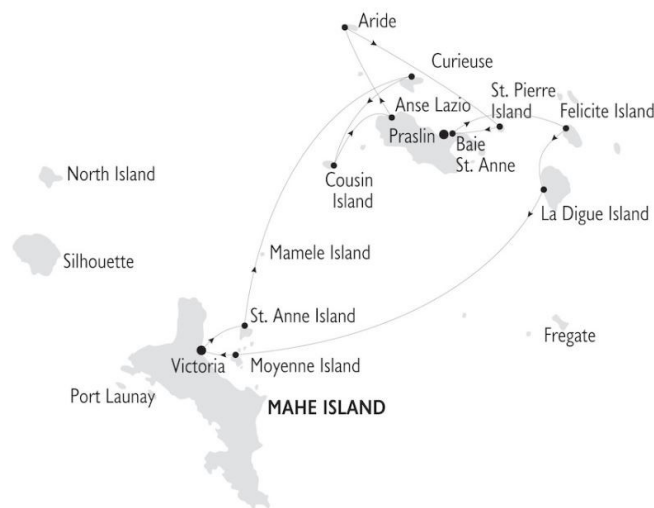 Aride
Curieuse
St. Pierre
Island
Anse Lazio
Felicite Island
Praslin
Baie
St. Anne
Cousin
Island
North Island
La Digue Island
Silhouette
Mamele Island
St. Anne Island
Fregate
Victoria
Moyenne Island
Port Launay
MAHE ISLAND